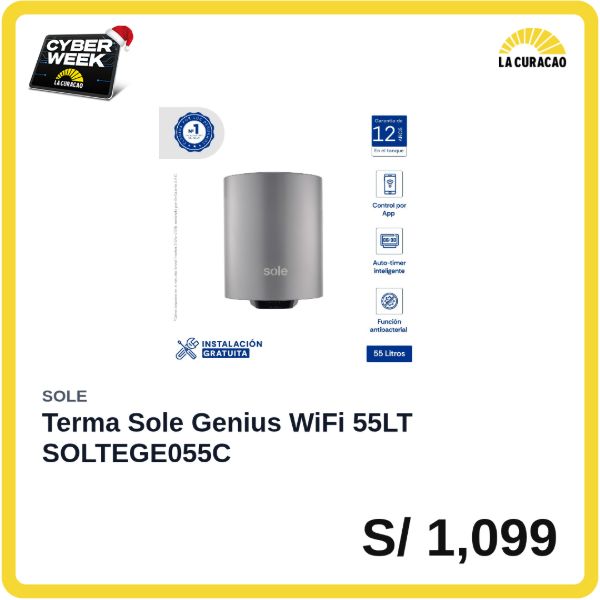 CYBER
WEEK
LA CURACAO
LA CURACAO
N°1
Garantía de
12 AÑOS
En el tanque
Control por
App
Auto-timer
inteligente
Función
antibacterial
55 Litros
sole
INSTALACIÓN
GRATUITA
SOLE
Terma Sole Genius WiFi 55LT
SOLTEGE055C
S/ 1,099